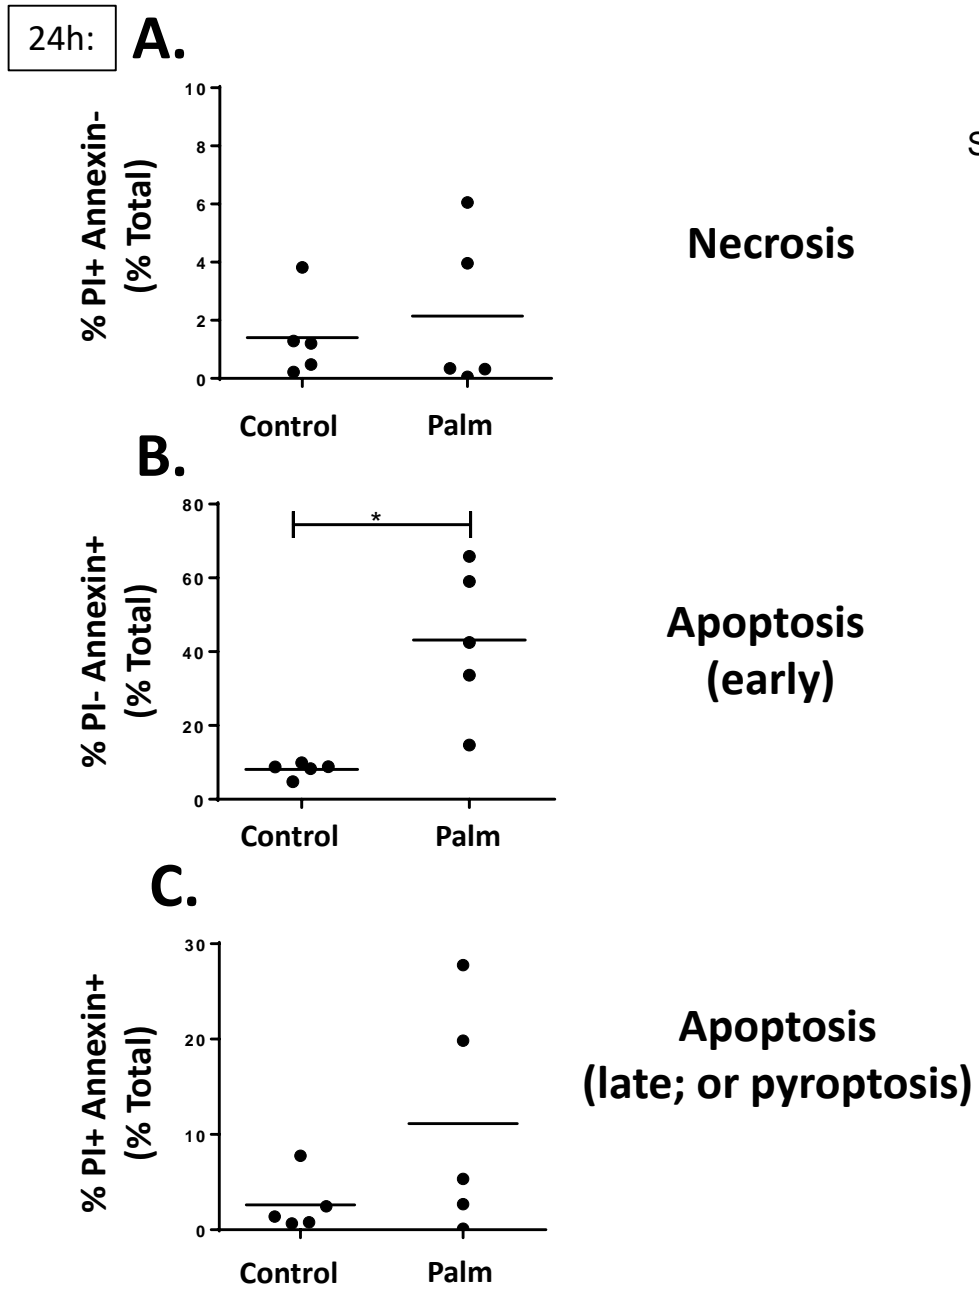 24h:
A.
% PI+ Annexin-
(% Total)
10
8
6
4
2
0
Control
Palm
Necrosis
S
B.
% PI- Annexin+
(% Total)
80
60
40
20
0
*
Control
Palm
Apoptosis
(early)
C.
% PI+ Annexin+
(% Total)
30
20
10
0
Control
Palm
Apoptosis
(late; or pyroptosis)